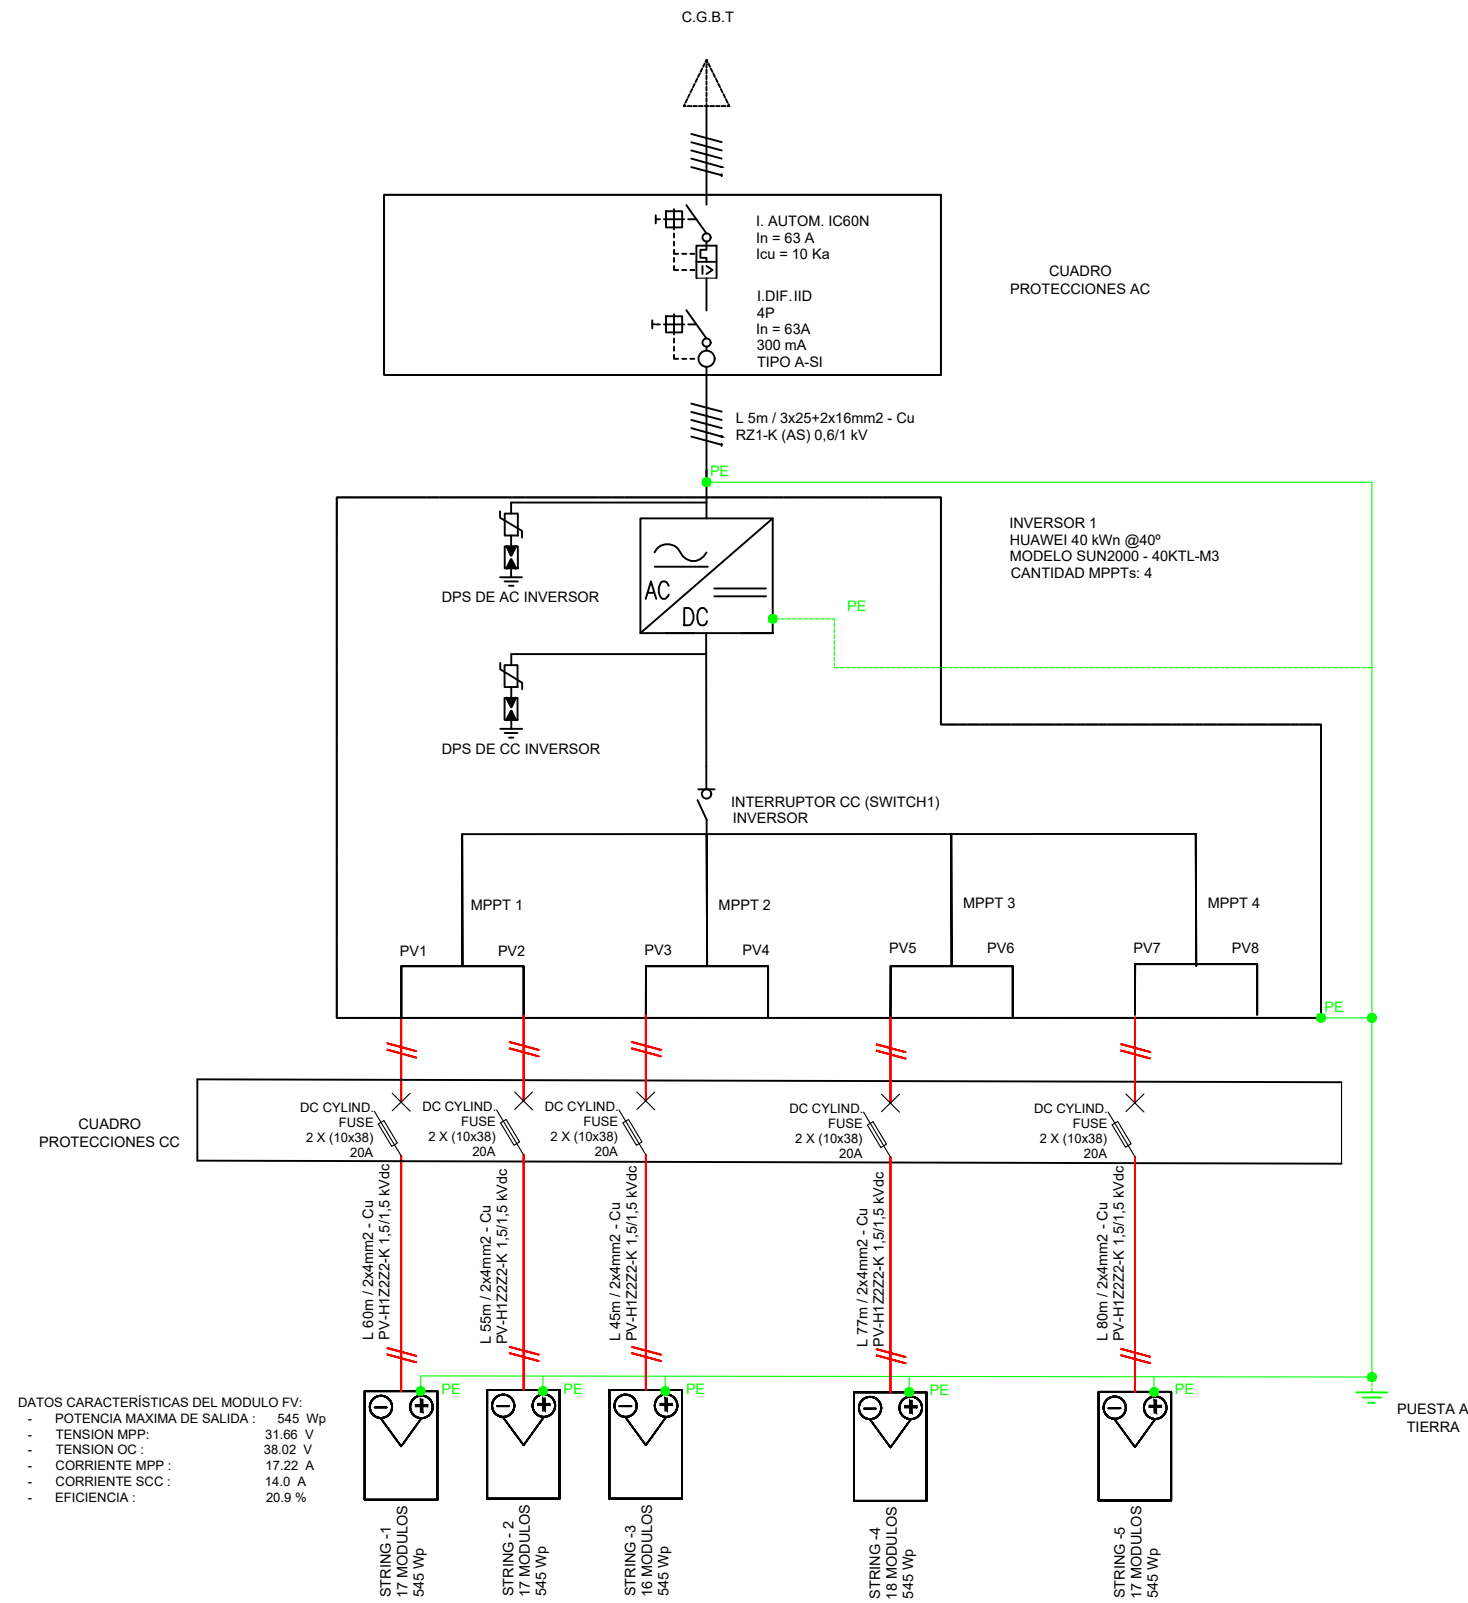 C.G.B.T
I. AUTOM. IC60N
In = 63 A
Icu = 10 Ka
I.DIF. IID
4P
In = 63A
300 mA
TIPO A-SI
CUADRO
PROTECCIONES AC
L 5m / 3x25+2x16mm2 - Cu
RZ1-K (AS) 0,6/1 kV
PE
INVERSOR 1
HUAWEI 40 kWn @40º
MODELO SUN2000 - 40KTL-M3
CANTIDAD MPPTs: 4
AC
DC
DPS DE AC INVERSOR
PE
DPS DE CC INVERSOR
INTERRUPTOR CC (SWITCH1)
INVERSOR
MPPT 1
MPPT 2
MPPT 3
MPPT 4
PV1
PV2
PV3
PV4
PV5
PV6
PV7
PV8
PE
CUADRO
PROTECCIONES CC
DC CYLIND.
FUSE
2 X (10x38)
20A
DC CYLIND.
FUSE
2 X (10x38)
20A
DC CYLIND.
FUSE
2 X (10x38)
20A
DC CYLIND.
FUSE
2 X (10x38)
20A
DC CYLIND.
FUSE
2 X (10x38)
20A
L 60m / 2x4mm2 - Cu
PV-H1Z2Z2-K 1,5/1,5 kVdc
L 55m / 2x4mm2 - Cu
PV-H1Z2Z2-K 1,5/1,5 kVdc
L 45m / 2x4mm2 - Cu
PV-H1Z2Z2-K 1,5/1,5 kVdc
L 77m / 2x4mm2 - Cu
PV-H1Z2Z2-K 1,5/1,5 kVdc
L 80m / 2x4mm2 - Cu
PV-H1Z2Z2-K 1,5/1,5 kVdc
PE
PE
PE
PE
PE
PUESTA A
TIERRA
DATOS CARACTERÍSTICAS DEL MODULO FV:
- POTENCIA MAXIMA DE SALIDA : 545 Wp
- TENSION MPP: 31.66 V
- TENSION OC : 38.02 V
- CORRIENTE MPP : 17.22 A
- CORRIENTE SCC : 14.0 A
- EFICIENCIA : 20.9 %
STRING -1
17 MODULOS
545 Wp
STRING - 2
17 MODULOS
545 Wp
STRING -3
16 MODULOS
545 Wp
STRING -4
18 MODULOS
545 Wp
STRING -5
17 MODULOS
545 Wp